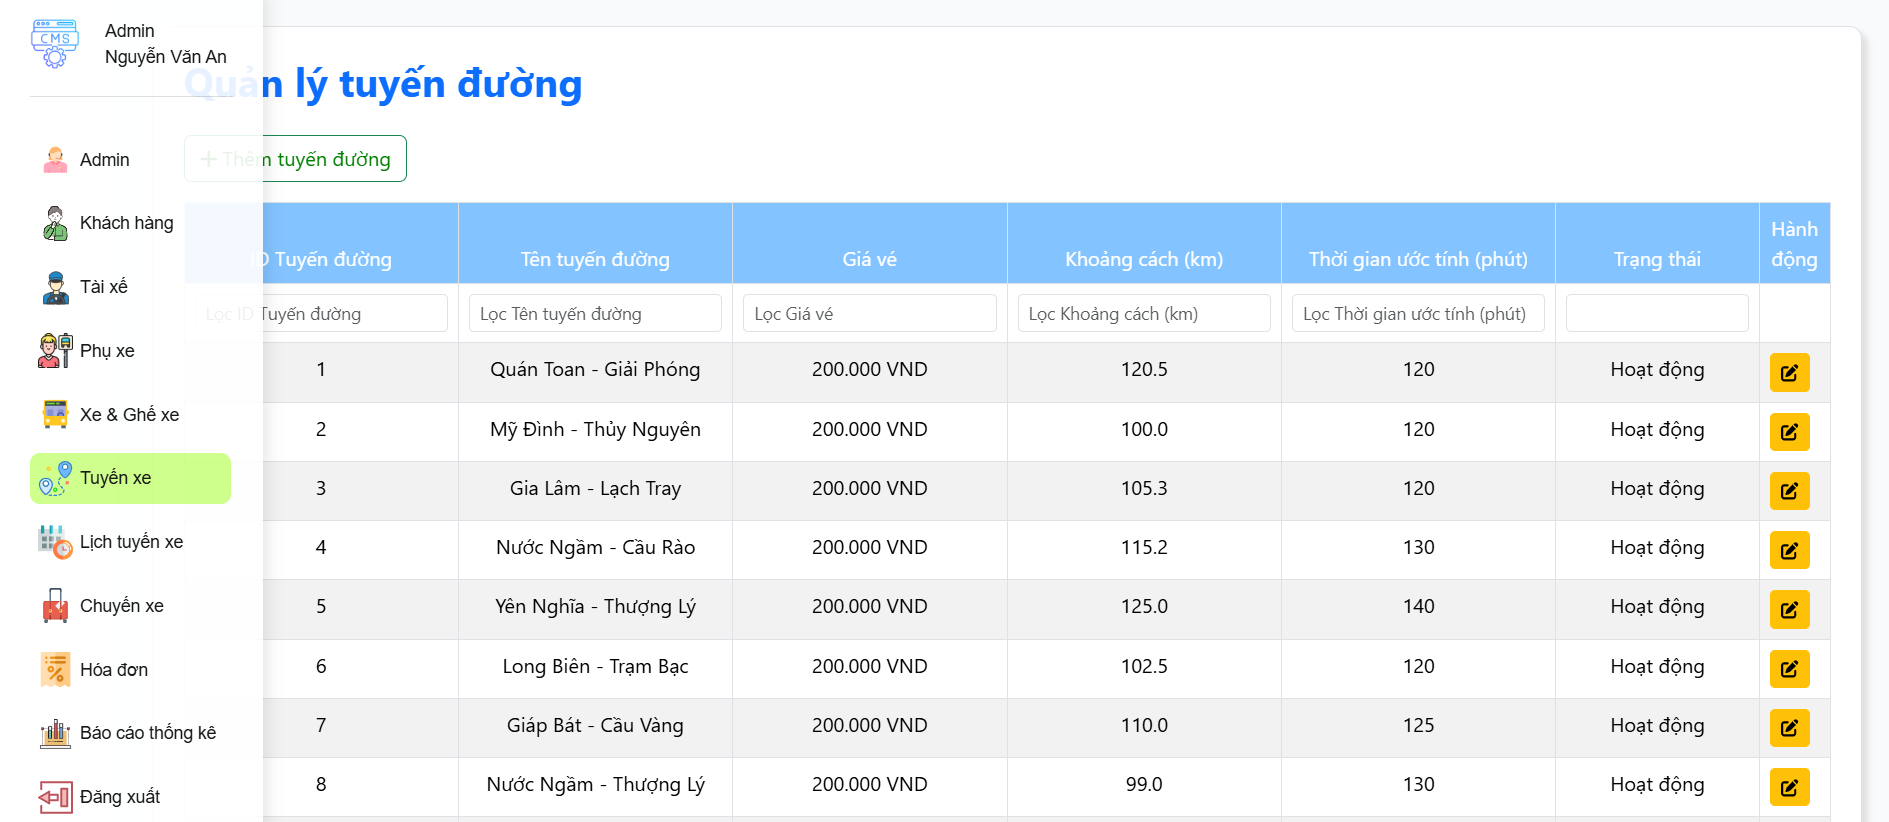 CMS
Admin
Nguyễn Văn An
Admin
Khách hàng
Tài xế
Phụ xe
Xe & Ghế xe
Tuyến xe
Lịch tuyến xe
Chuyến xe
Hóa đơn
Báo cáo thống kê
Đăng xuất
Quản lý tuyến đường
+ Thêm tuyến đường
ID Tuyến đường Tên tuyến đường Giá vé Khoảng cách (km) Thời gian ước tính (phút) Trạng thái Hành động
Lọc ID Tuyến đường Lọc Tên tuyến đường Lọc Giá vé Lọc Khoảng cách (km) Lọc Thời gian ước tính (phút)
1 Quán Toan - Giải Phóng 200.000 VND 120.5 120 Hoạt động
2 Mỹ Đình - Thủy Nguyên 200.000 VND 100.0 120 Hoạt động
3 Gia Lâm - Lạch Tray 200.000 VND 105.3 120 Hoạt động
4 Nước Ngầm - Cầu Rào 200.000 VND 115.2 130 Hoạt động
5 Yên Nghĩa - Thượng Lý 200.000 VND 125.0 140 Hoạt động
6 Long Biên - Trạm Bạc 200.000 VND 102.5 120 Hoạt động
7 Giáp Bát - Cầu Vàng 200.000 VND 110.0 125 Hoạt động
8 Nước Ngầm - Thượng Lý 200.000 VND 99.0 130 Hoạt động